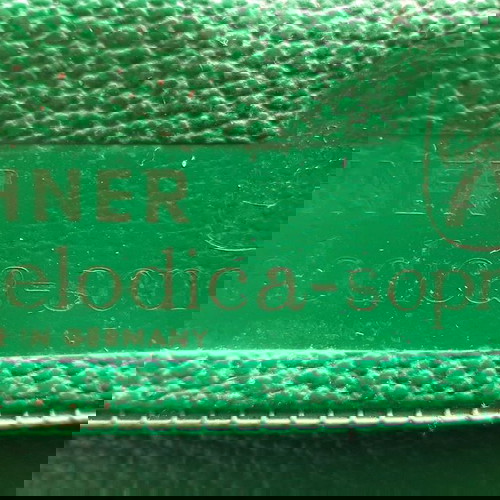 HNER
elodica-sopr
IN GERMANY